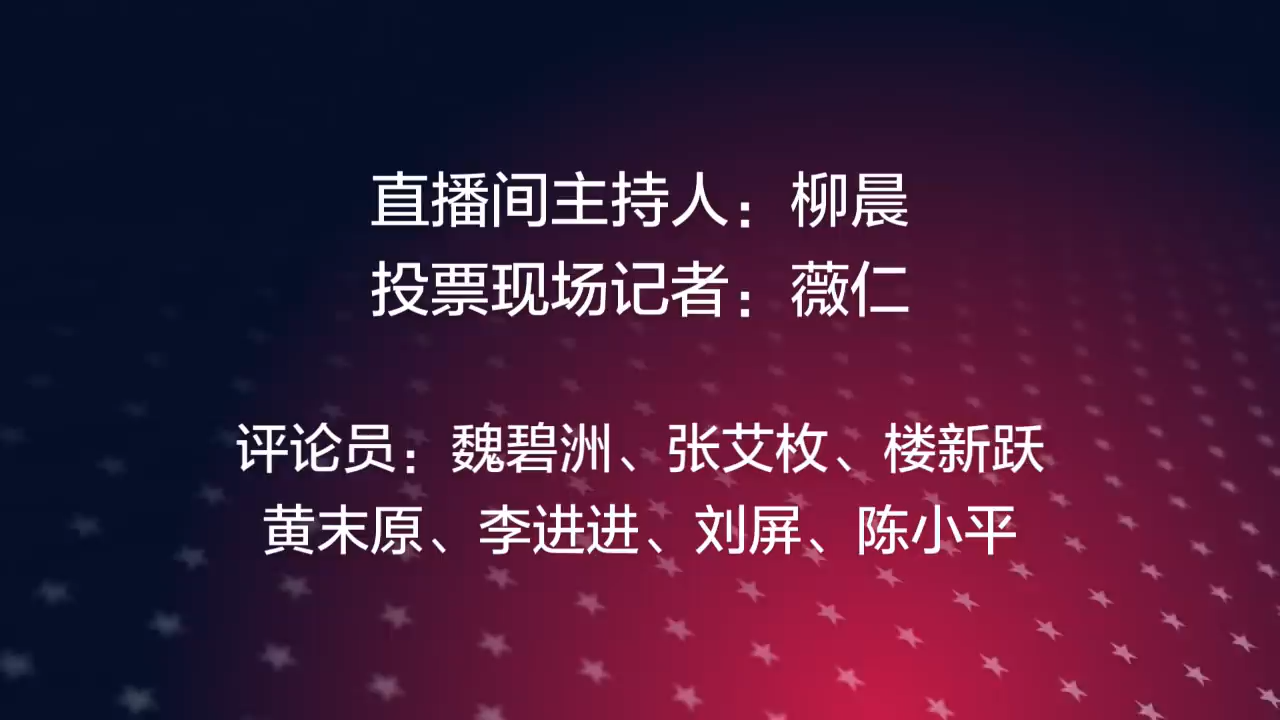 直播间主持人：柳晨
投票现场记者：薇仁
评论员：魏碧洲、张艾枚、楼新跃
黄末原、李进进、刘屏、陈小平